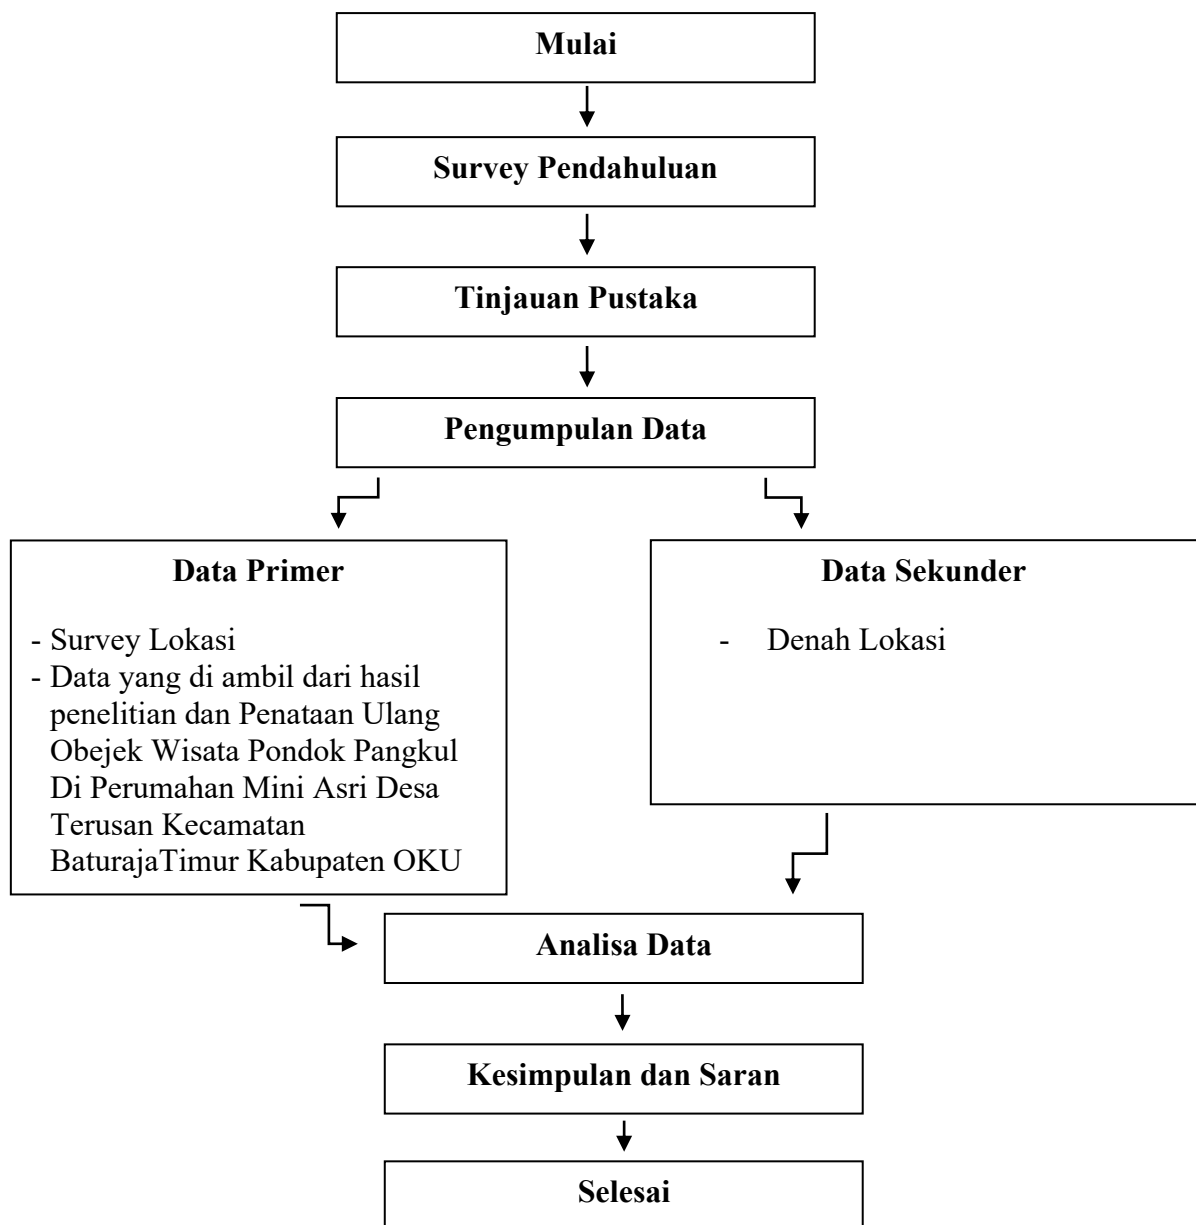 Mulai
Survey Pendahuluan
Tinjauan Pustaka
Pengumpulan Data
Data Primer
- Survey Lokasi
- Data yang di ambil dari hasil
penelitian dan Penataan Ulang
Obejek Wisata Pondok Pangkul
Di Perumahan Mini Asri Desa
Terusan Kecamatan
BaturajaTimur Kabupaten OKU
Data Sekunder
- Denah Lokasi
Analisa Data
Kesimpulan dan Saran
Selesai